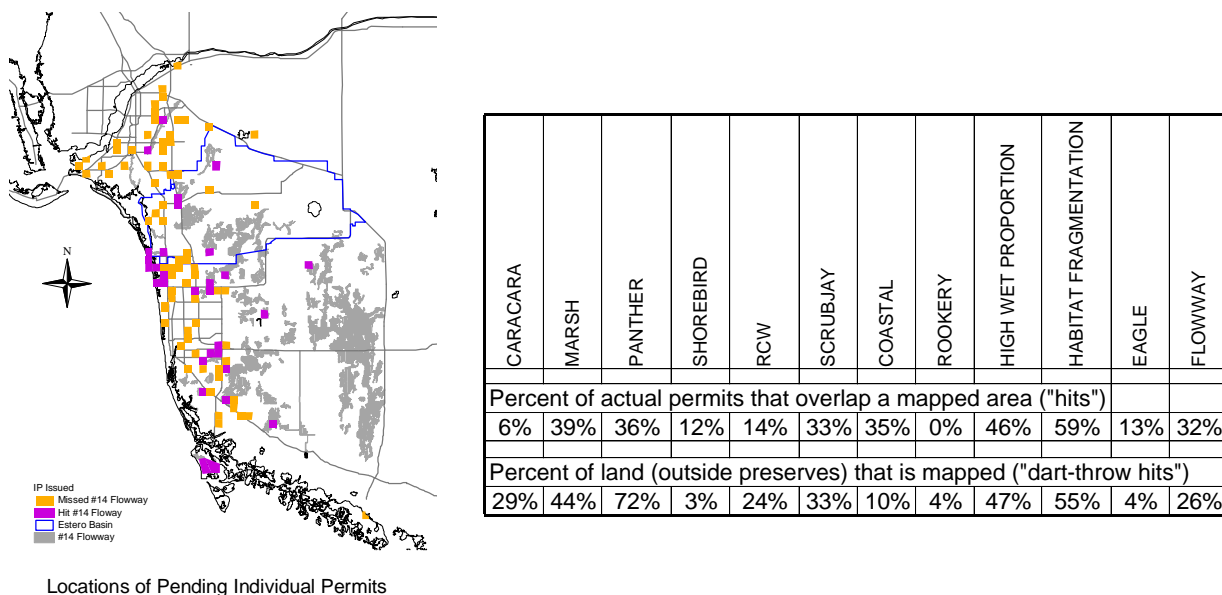 N
IP Issued
Missed #14 Flowway
Hit #14 Floway
Estero Basin
#14 Flowway
Locations of Pending Individual Permits
CARACARA
MARSH
PANTHER
SHOREBIRD
RCW
SCRUBJAY
COASTAL
ROOKERY
HIGH WET PROPORTION
HABITAT FRAGMENTATION
EAGLE
FLOWWAY
Percent of actual permits that overlap a mapped area ("hits")
6% 39% 36% 12% 14% 33% 35% 0% 46% 59% 13% 32%
Percent of land (outside preserves) that is mapped ("dart-throw hits")
29% 44% 72% 3% 24% 33% 10% 4% 47% 55% 4% 26%